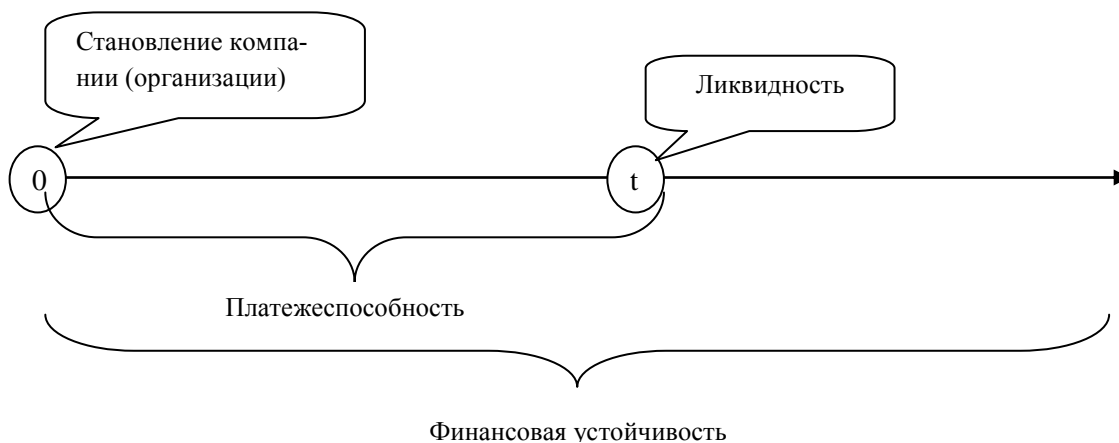 Становление компа-
нии (организации)
Ликвидность
0
t
Платежеспособность
Финансовая устойчивость